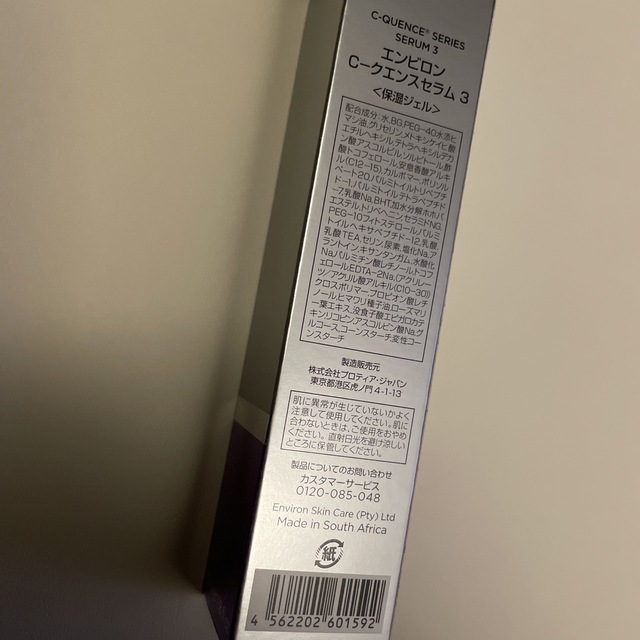 C-QUENCE® SERIES
SERUM 3
エンビロン
C-クエンスセラム 3
<保湿ジェル>
配合成分:水,BG,PEG-40水添ヒ
マシ油,グリセリン,メトキシケイヒ酸
エチルヘキシル,テトラヘキシルデカ
ン酸アスコルビル,ソルビトール,酢
酸トコフェロール,安息香酸アルキ
ル(C12-15),カルボマー,ポリソル
ベート20,パルミトイルトリペプチ
ド-1,パルミトイルテトラペプチド
-7,乳酸Na,BHT,加水分解ホホバ
エステル,トリベヘニン,セラミドNG,
PEG-10フィトステロール,パルミ
トイルヘキサペプチド-12,乳酸,
乳酸TEA,セリン,尿素,塩化Na,ア
ラントイン,キサンタンガム,水酸化
Na,パルミチン酸レチノール,トコフ
ェロール,EDTA-2Na,(アクリレー
ツ/アクリル酸アルキル(C10-30))
クロスポリマー,プロピオン酸レチ
ノール,ヒマワリ種子油,ローズマリ
ー葉エキス,没食子酸エピガロカテ
キン,リコピン,アスコルビン酸Na,グ
ルコース,コーンスターチ,変性コー
ンスターチ
製造販売元
株式会社プロティア・ジャパン
東京都港区虎ノ門 4-1-13
肌に異常が生じていないかよく
注意して使用してください。肌に
合わないときは、ご使用をおやめ
ください。直射日光を避け涼しい
ところに保管してください。
製品についてのお問い合わせ
カスタマーサービス
0120-085-048
Environ Skin Care (Pty) Ltd
Made in South Africa
紙
4 562202 601592